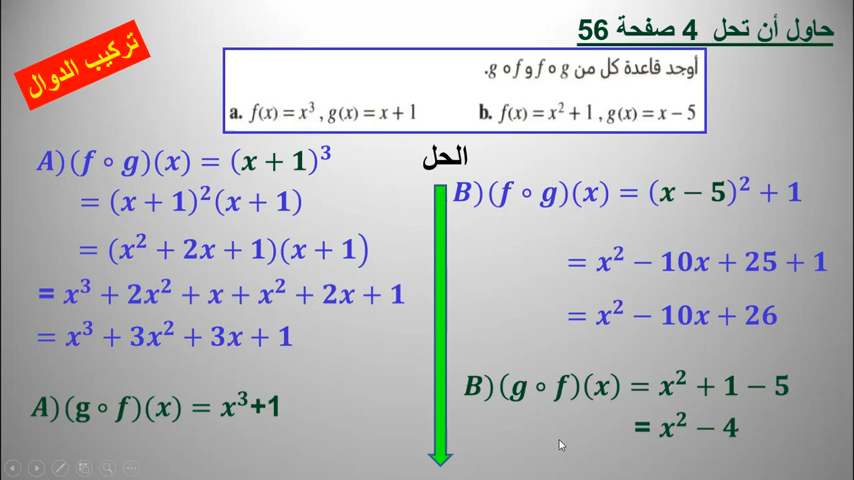 حاول أن تحل 4 صفحة 56
تركيب الدوال
أوجد قاعدة كل من f∘g و g∘f.
a. f(x) = x³ , g(x) = x + 1
b. f(x) = x² + 1 , g(x) = x − 5
الحل
A)(f ∘ g)(x) = (x + 1)³
= (x + 1)²(x + 1)
= (x² + 2x + 1)(x + 1)
= x³ + 2x² + x + x² + 2x + 1
= x³ + 3x² + 3x + 1
A)(g ∘ f)(x) = x³+1
B)(f ∘ g)(x) = (x − 5)² + 1
= x² − 10x + 25 + 1
= x² − 10x + 26
B)(g ∘ f)(x) = x² + 1 − 5
= x² − 4